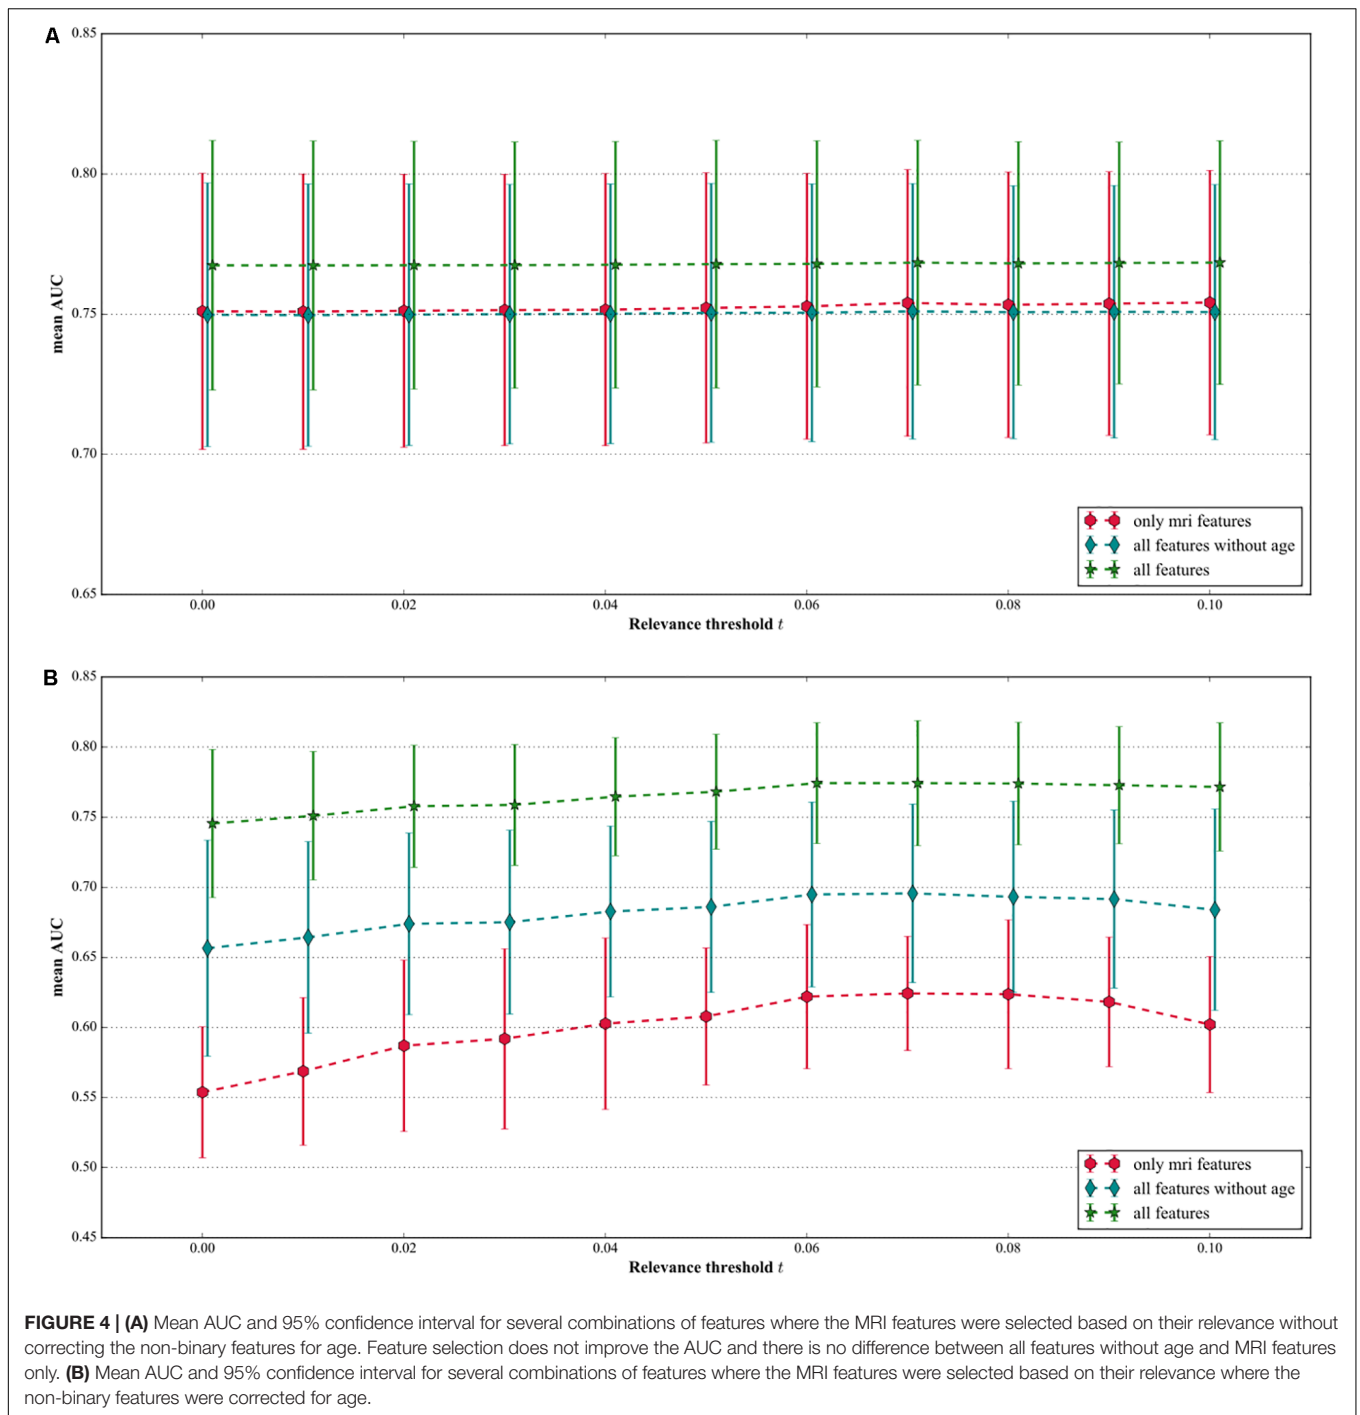 A
0.85
0.80
0.75
0.70
0.65
mean AUC
only mri features
all features without age
all features
0.00 0.02 0.04 0.06 0.08 0.10
Relevance threshold t
B
0.85
0.80
0.75
0.70
0.65
0.60
0.55
0.50
0.45
mean AUC
only mri features
all features without age
all features
0.00 0.02 0.04 0.06 0.08 0.10
Relevance threshold t
FIGURE 4 | (A) Mean AUC and 95% confidence interval for several combinations of features where the MRI features were selected based on their relevance without
correcting the non-binary features for age. Feature selection does not improve the AUC and there is no difference between all features without age and MRI features
only. (B) Mean AUC and 95% confidence interval for several combinations of features where the MRI features were selected based on their relevance where the
non-binary features were corrected for age.